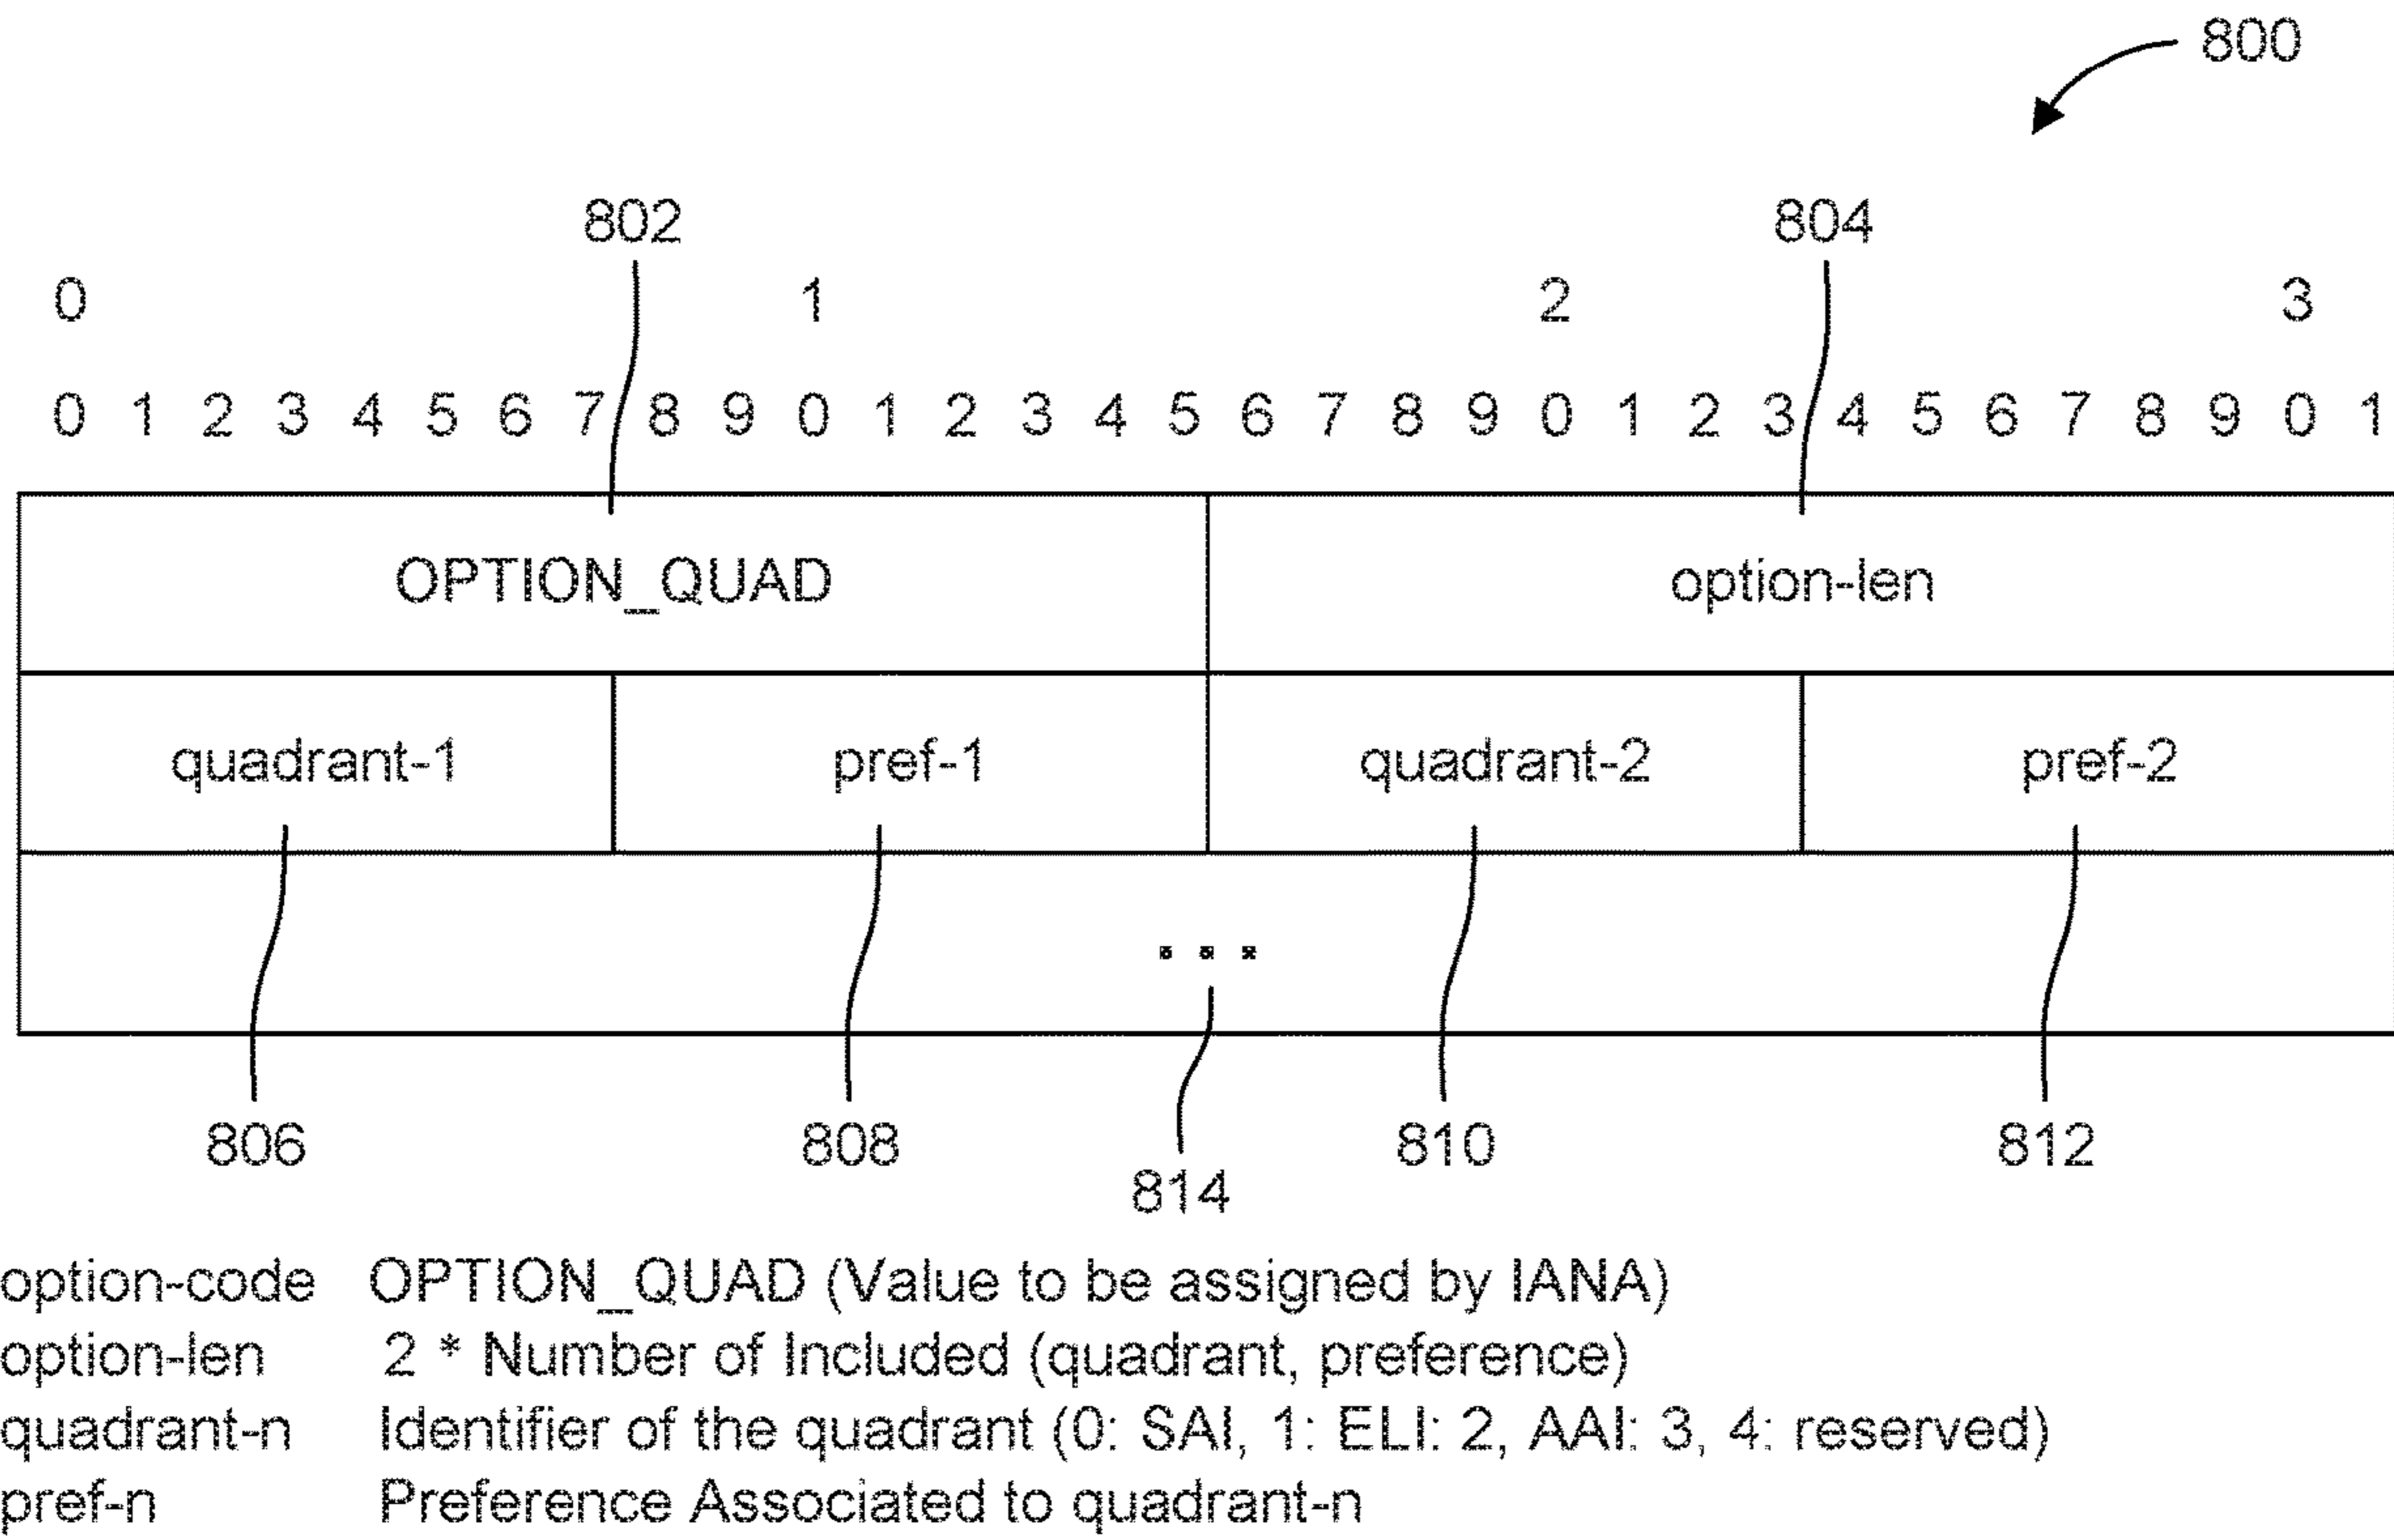 800
802 804
0 1 2 3
0 1 2 3 4 5 6 7 8 9 0 1 2 3 4 5 6 7 8 9 0 1 2 3 4 5 6 7 8 9 0 1
OPTION_QUAD option-len
quadrant-1 pref-1 quadrant-2 pref-2
...
806 808 810 812
814
option-code OPTION_QUAD (Value to be assigned by IANA)
option-len 2 * Number of Included (quadrant, preference)
quadrant-n Identifier of the quadrant (0: SAI, 1: ELI: 2, AAI: 3, 4: reserved)
pref-n Preference Associated to quadrant-n